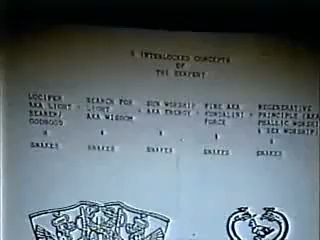 5 INTERLOCKED CONCEPTS
OF
THE SERPENT
LUCIFER SEARCH FOR SUN WORSHIP FIRE AKA REGENERATIVE
AKA LIGHT + LIGHT + AKA ENERGY + KUNDALINI + PRINCIPLE (AKA
BEARER/ AKA WISDOM FORCE PHALLIC WORSHIP
GODHOOD & SEX WORSHIP)
SNAKES SNAKES SNAKES SNAKES SNAKES